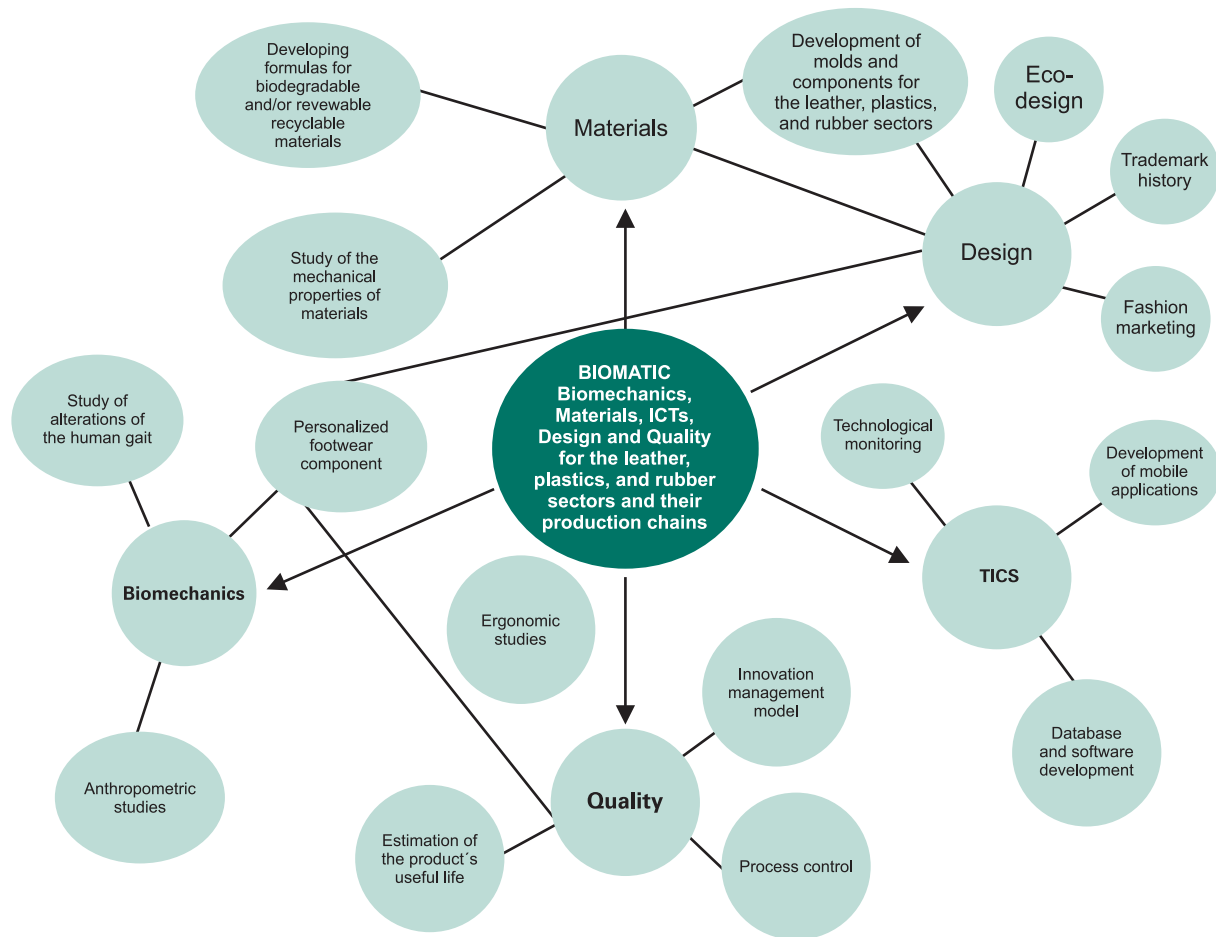 Developing
formulas for
biodegradable
and/or revewable
recyclable
materials
Materials
Development of
molds and
components for
the leather, plastics,
and rubber sectors
Eco-
design
Trademark
history
Study of the
mechanical
properties of
materials
Design
Fashion
marketing
BIOMATIC
Biomechanics,
Materials, ICTs,
Design and Quality
for the leather,
plastics, and rubber
sectors and their
production chains
Study of
alterations of
the human gait
Personalized
footwear
component
Technological
monitoring
Development
of mobile
applications
Biomechanics
TICS
Ergonomic
studies
Innovation
management
model
Database
and software
development
Anthropometric
studies
Quality
Estimation of
the product´s
useful life
Process control